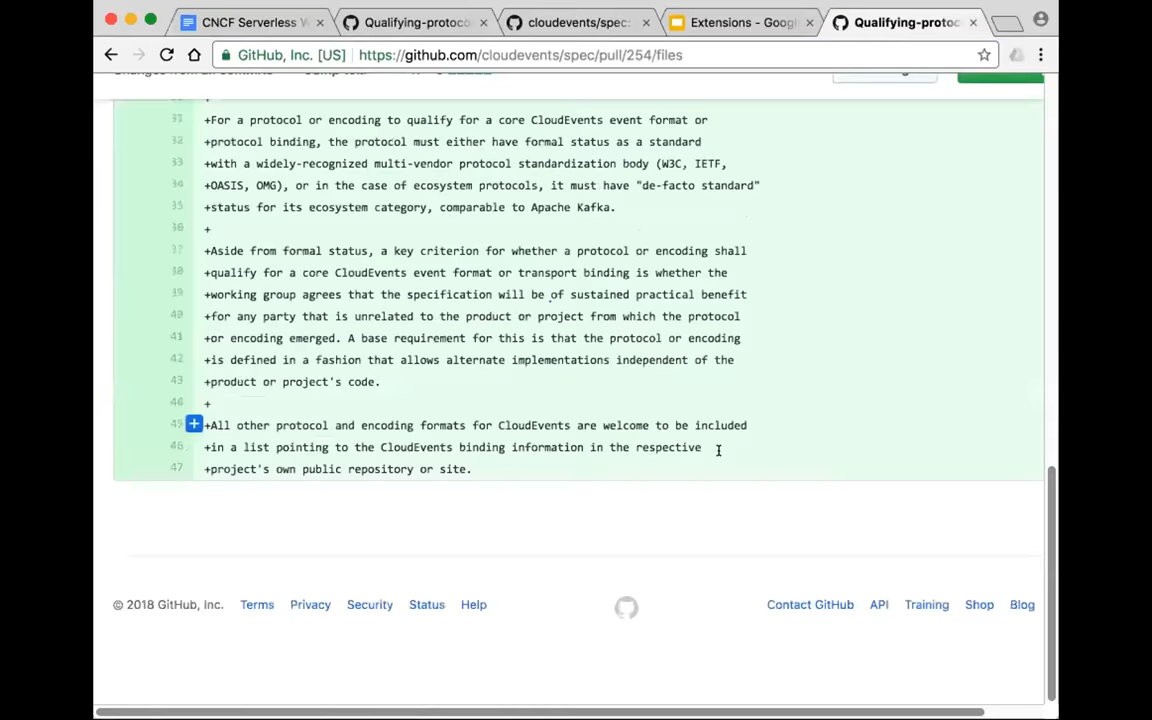 CNCF Serverless W
Qualifying-protoco
cloudevents/spec:
Extensions - Googl
Qualifying-protoc
GitHub, Inc. [US]
https://github.com/cloudevents/spec/pull/254/files
31 +For a protocol or encoding to qualify for a core CloudEvents event format or
32 +protocol binding, the protocol must either have formal status as a standard
33 +with a widely-recognized multi-vendor protocol standardization body (W3C, IETF,
34 +OASIS, OMG), or in the case of ecosystem protocols, it must have "de-facto standard"
35 +status for its ecosystem category, comparable to Apache Kafka.
+
+Aside from formal status, a key criterion for whether a protocol or encoding shall
+qualify for a core CloudEvents event format or transport binding is whether the
39 +working group agrees that the specification will be of sustained practical benefit
+for any party that is unrelated to the product or project from which the protocol
41 +or encoding emerged. A base requirement for this is that the protocol or encoding
42 +is defined in a fashion that allows alternate implementations independent of the
43 +product or project's code.
+
+All other protocol and encoding formats for CloudEvents are welcome to be included
+in a list pointing to the CloudEvents binding information in the respective
47 +project's own public repository or site.
© 2018 GitHub, Inc.
Terms
Privacy
Security
Status
Help
Contact GitHub
API
Training
Shop
Blog